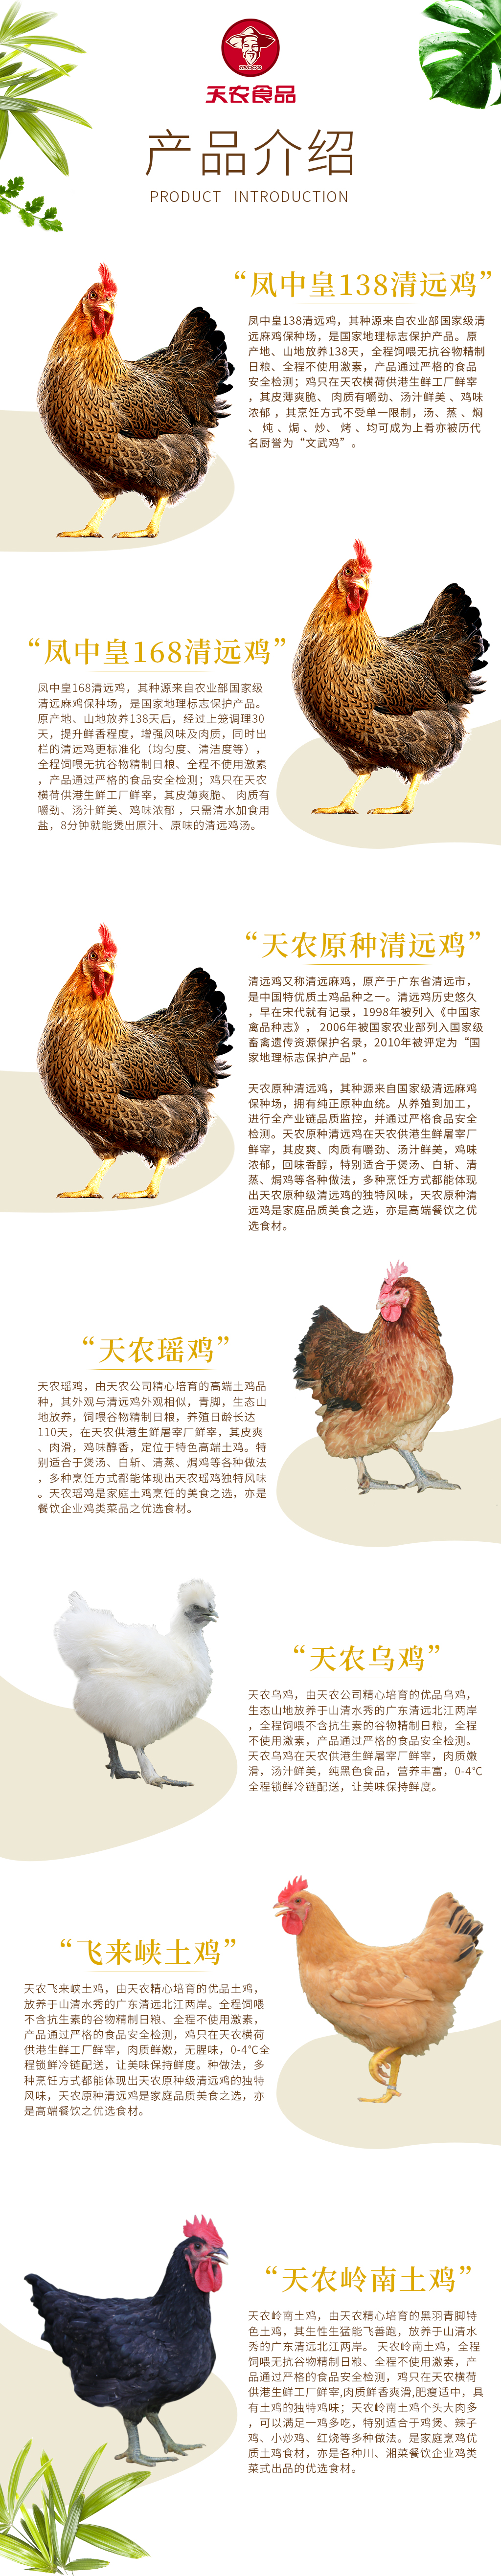 天农食品
产品介绍
PRODUCT INTRODUCTION
“凤中皇138清远鸡”
凤中皇138清远鸡，其种源来自农业部国家级清
远麻鸡保种场，是国家地理标志保护产品。原
产地、山地放养138天，全程饲喂无抗谷物精制
日粮、全程不使用激素，产品通过严格的食品
安全检测；鸡只在天农横荷供港生鲜工厂鲜宰
，其皮薄爽脆、 肉质有嚼劲、汤汁鲜美 、鸡味
浓郁 ，其烹饪方式不受单一限制，汤、蒸 、焖
、炖 、焗 、炒、 烤 、均可成为上肴亦被历代
名厨誉为“文武鸡”。
“凤中皇168清远鸡”
凤中皇168清远鸡，其种源来自农业部国家级
清远麻鸡保种场，是国家地理标志保护产品。
原产地、山地放养138天后，经过上笼调理30
天，提升鲜香程度，增强风味及肉质，同时出
栏的清远鸡更标准化（均匀度、清洁度等），
全程饲喂无抗谷物精制日粮、全程不使用激素
，产品通过严格的食品安全检测；鸡只在天农
横荷供港生鲜工厂鲜宰，其皮薄爽脆、 肉质有
嚼劲、汤汁鲜美、鸡味浓郁 ，只需清水加食用
盐，8分钟就能煲出原汁、原味的清远鸡汤。
“天农原种清远鸡”
清远鸡又称清远麻鸡，原产于广东省清远市，
是中国特优质土鸡品种之一。清远鸡历史悠久
，早在宋代就有记录，1998年被列入《中国家
禽品种志》， 2006年被国家农业部列入国家级
畜禽遗传资源保护名录，2010年被评定为“国
家地理标志保护产品”。
天农原种清远鸡，其种源来自国家级清远麻鸡
保种场，拥有纯正原种血统。从养殖到加工，
进行全产业链品质监控，并通过严格食品安全
检测。天农原种清远鸡在天农供港生鲜屠宰厂
鲜宰，其皮爽、肉质有嚼劲、汤汁鲜美，鸡味
浓郁，回味香醇，特别适合于煲汤、白斩、清
蒸、焗鸡等各种做法，多种烹饪方式都能体现
出天农原种级清远鸡的独特风味，天农原种清
远鸡是家庭品质美食之选，亦是高端餐饮之优
选食材。
“天农瑶鸡”
天农瑶鸡，由天农公司精心培育的高端土鸡品
种，其外观与清远鸡外观相似，青脚，生态山
地放养，饲喂谷物精制日粮，养殖日龄长达
110天，在天农供港生鲜屠宰厂鲜宰，其皮爽
、肉滑，鸡味醇香，定位于特色高端土鸡。特
别适合于煲汤、白斩、清蒸、焗鸡等各种做法
，多种烹饪方式都能体现出天农瑶鸡独特风味
。天农瑶鸡是家庭土鸡烹饪的美食之选，亦是
餐饮企业鸡类菜品之优选食材。
“天农乌鸡”
天农乌鸡，由天农公司精心培育的优品乌鸡，
生态山地放养于山清水秀的广东清远北江两岸
，全程饲喂不含抗生素的谷物精制日粮，全程
不使用激素，产品通过严格的食品安全检测。
天农乌鸡在天农供港生鲜屠宰厂鲜宰，肉质嫩
滑，汤汁鲜美，纯黑色食品，营养丰富，0-4℃
全程锁鲜冷链配送，让美味保持鲜度。
“飞来峡土鸡”
天农飞来峡土鸡，由天农精心培育的优品土鸡，
放养于山清水秀的广东清远北江两岸。全程饲喂
不含抗生素的谷物精制日粮、全程不使用激素，
产品通过严格的食品安全检测，鸡只在天农横荷
供港生鲜工厂鲜宰，肉质鲜嫩，无腥味，0-4℃全
程锁鲜冷链配送，让美味保持鲜度。种做法，多
种烹饪方式都能体现出天农原种级清远鸡的独特
风味，天农原种清远鸡是家庭品质美食之选，亦
是高端餐饮之优选食材。
“天农岭南土鸡”
天农岭南土鸡，由天农精心培育的黑羽青脚特
色土鸡，其生性生猛能飞善跑，放养于山清水
秀的广东清远北江两岸。 天农岭南土鸡，全程
饲喂无抗谷物精制日粮、全程不使用激素，产
品通过严格的食品安全检测，鸡只在天农横荷
供港生鲜工厂鲜宰,肉质鲜香爽滑,肥瘦适中，具
有土鸡的独特鸡味；天农岭南土鸡个头大肉多
，可以满足一鸡多吃，特别适合于鸡煲、辣子
鸡、小炒鸡、红烧等多种做法。是家庭烹鸡优
质土鸡食材，亦是各种川、湘菜餐饮企业鸡类
菜式出品的优选食材。